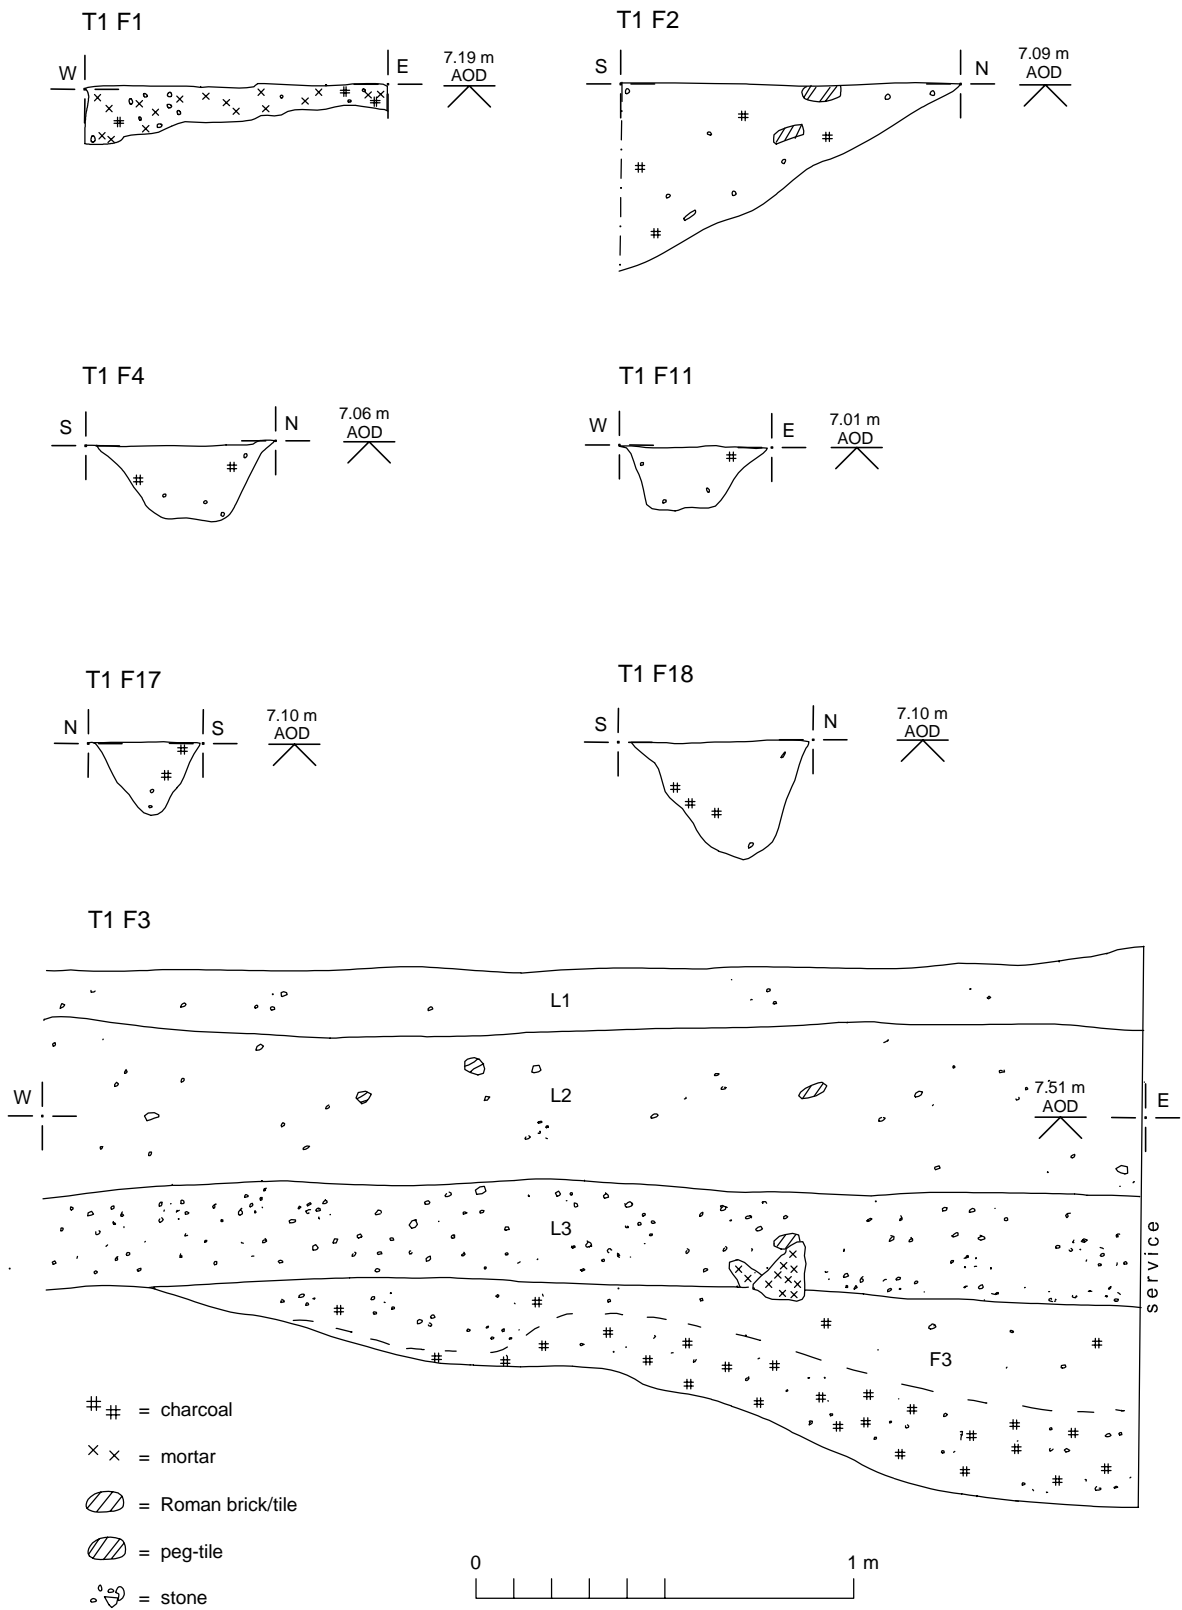 T1 F1
W
E
7.19 m
AOD
T1 F2
S
N
7.09 m
AOD
T1 F4
S
N
7.06 m
AOD
T1 F11
W
E
7.01 m
AOD
T1 F17
N
S
7.10 m
AOD
T1 F18
S
N
7.10 m
AOD
T1 F3
L1
L2
W
7.51 m
AOD
E
L3
service
F3
= charcoal
= mortar
= Roman brick/tile
= peg-tile
= stone
0
1 m